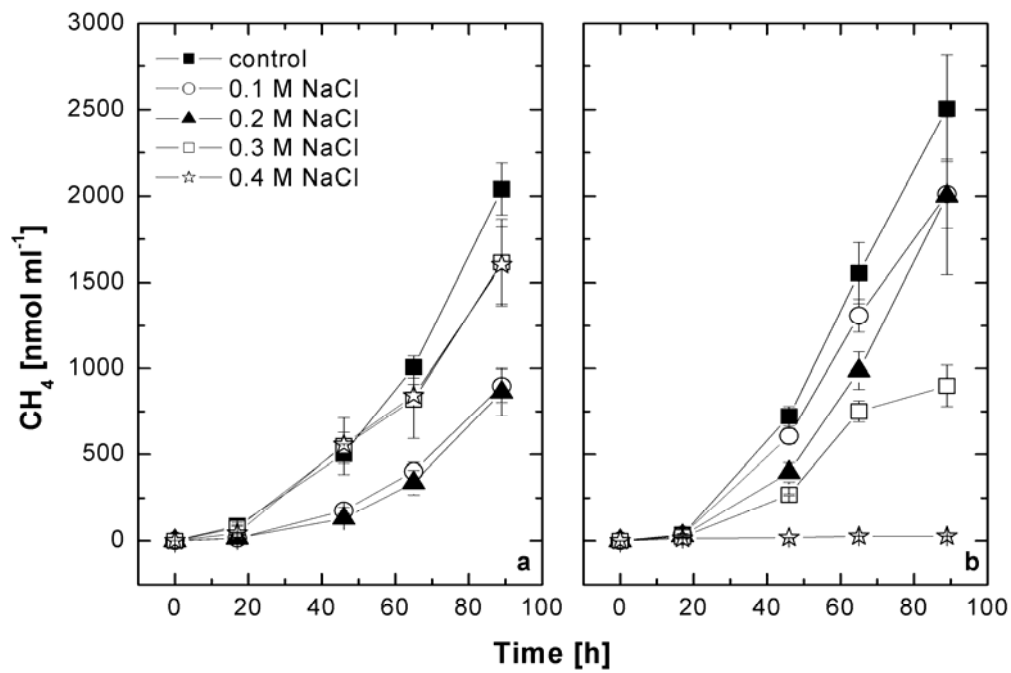 3000
2500
2000
1500
1000
500
0
CH₄ [nmol ml⁻¹]
control
0.1 M NaCl
0.2 M NaCl
0.3 M NaCl
0.4 M NaCl
a
b
0 20 40 60 80 100
0 20 40 60 80 100
Time [h]